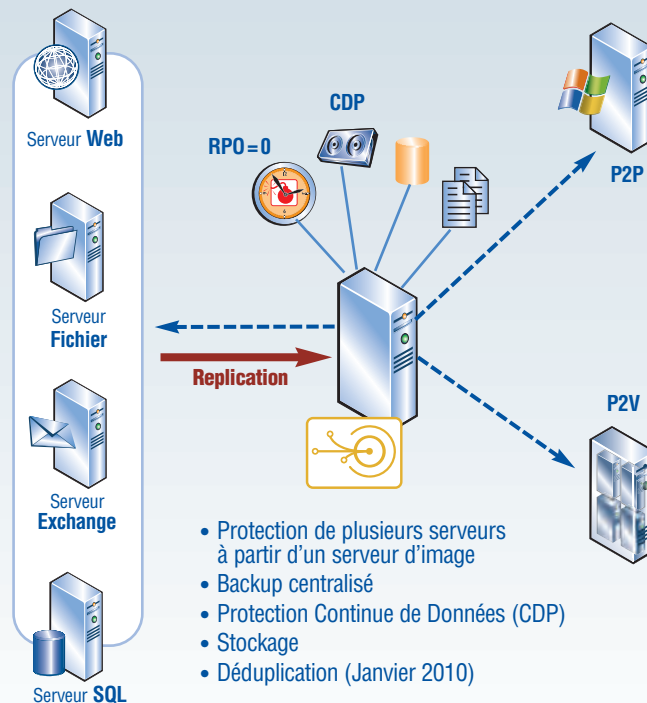 Serveur Web
Serveur
Fichier
Serveur
Exchange
Serveur SQL
RPO=0
CDP
Replication
P2P
P2V
• Protection de plusieurs serveurs
à partir d'un serveur d'image
• Backup centralisé
• Protection Continue de Données (CDP)
• Stockage
• Déduplication (Janvier 2010)